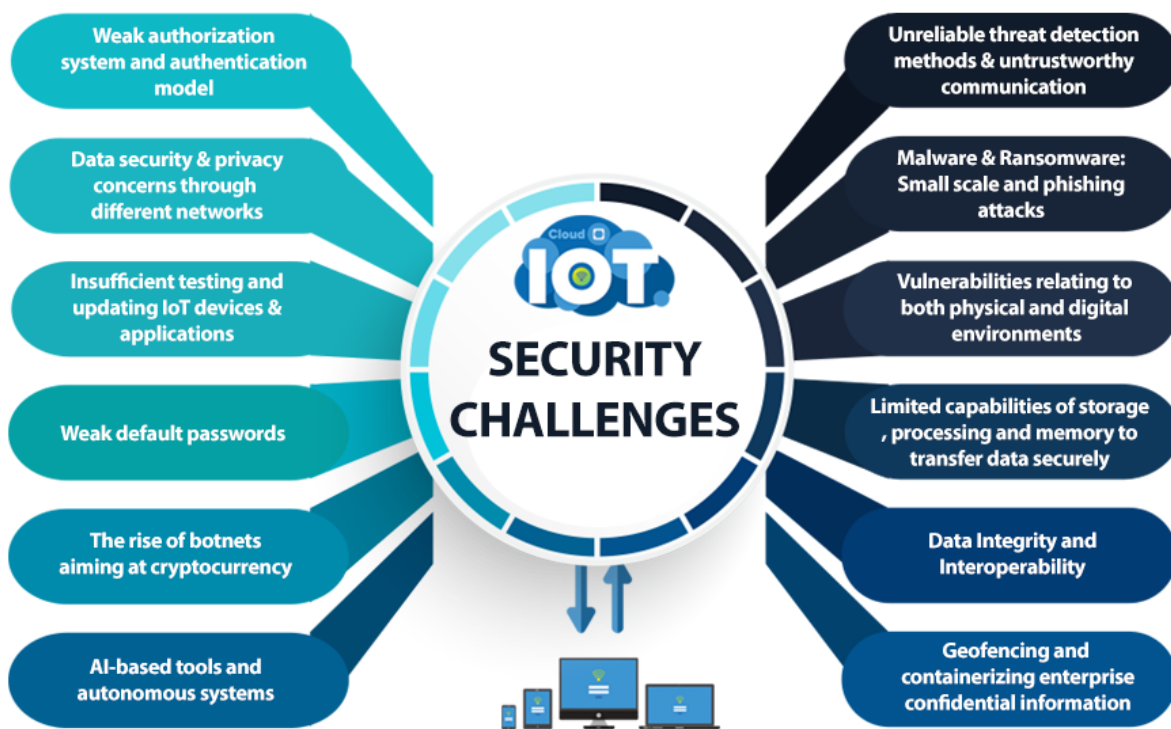 Weak authorization
system and authentication
model
Data security & privacy
concerns through
different networks
Insufficient testing and
updating IoT devices &
applications
Weak default passwords
The rise of botnets
aiming at cryptocurrency
AI-based tools and
autonomous systems
Cloud
IOT
SECURITY
CHALLENGES
Unreliable threat detection
methods & untrustworthy
communication
Malware & Ransomware:
Small scale and phishing
attacks
Vulnerabilities relating to
both physical and digital
environments
Limited capabilities of storage
, processing and memory to
transfer data securely
Data Integrity and
Interoperability
Geofencing and
containerizing enterprise
confidential information